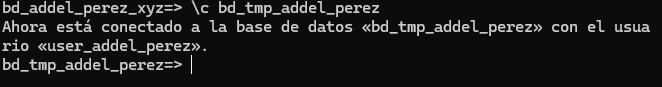 bd_addel_perez_xyz=> \c bd_tmp_addel_perez
Ahora está conectado a la base de datos «bd_tmp_addel_perez» con el usua
rio «user_addel_perez».
bd_tmp_addel_perez=>